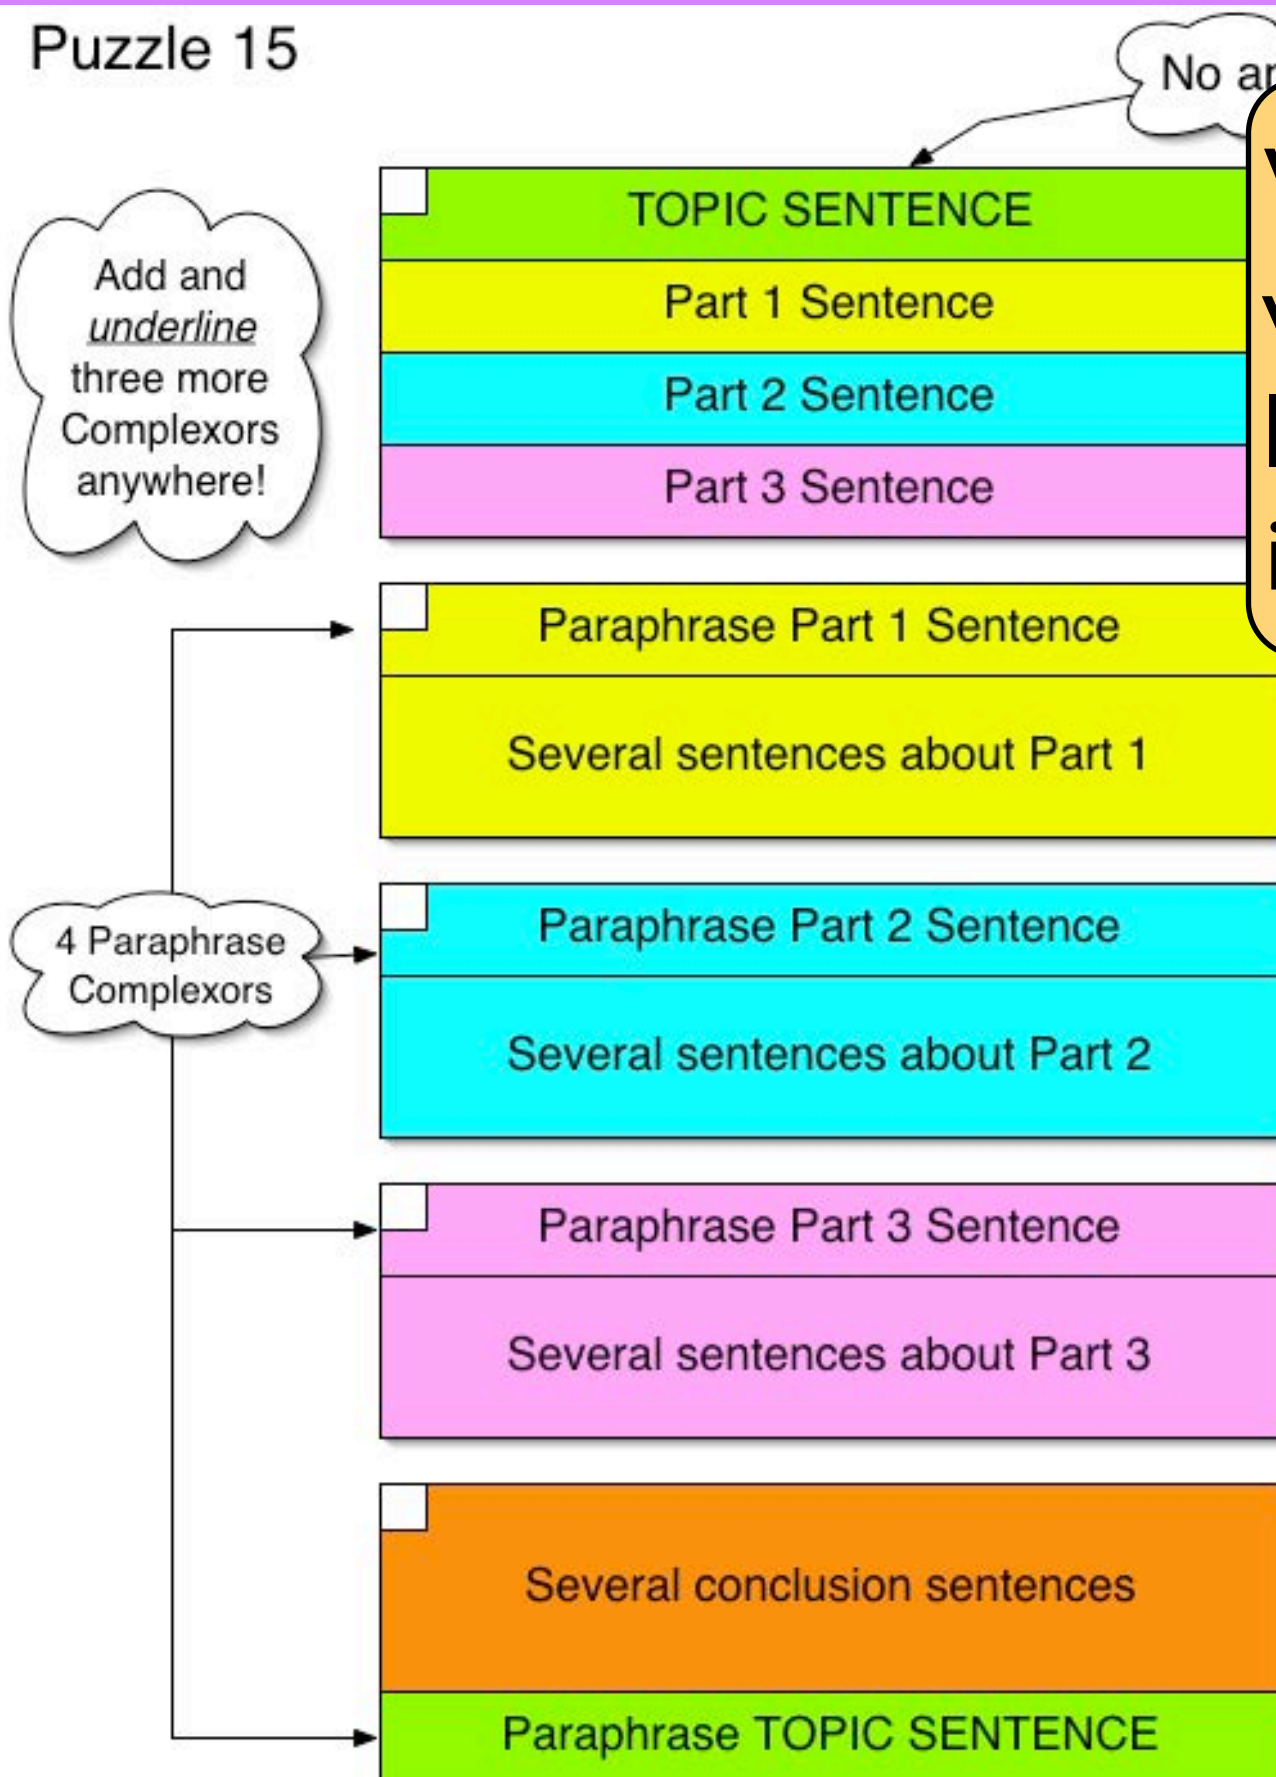 Puzzle 15
No
TOPIC SENTENCE
Part 1 Sentence
Part 2 Sentence
Part 3 Sentence
Add and
underline
three more
Complexors
anywhere!
Paraphrase Part 1 Sentence
Several sentences about Part 1
4 Paraphrase
Complexors
Paraphrase Part 2 Sentence
Several sentences about Part 2
Paraphrase Part 3 Sentence
Several sentences about Part 3
Several conclusion sentences
Paraphrase TOPIC SENTENCE